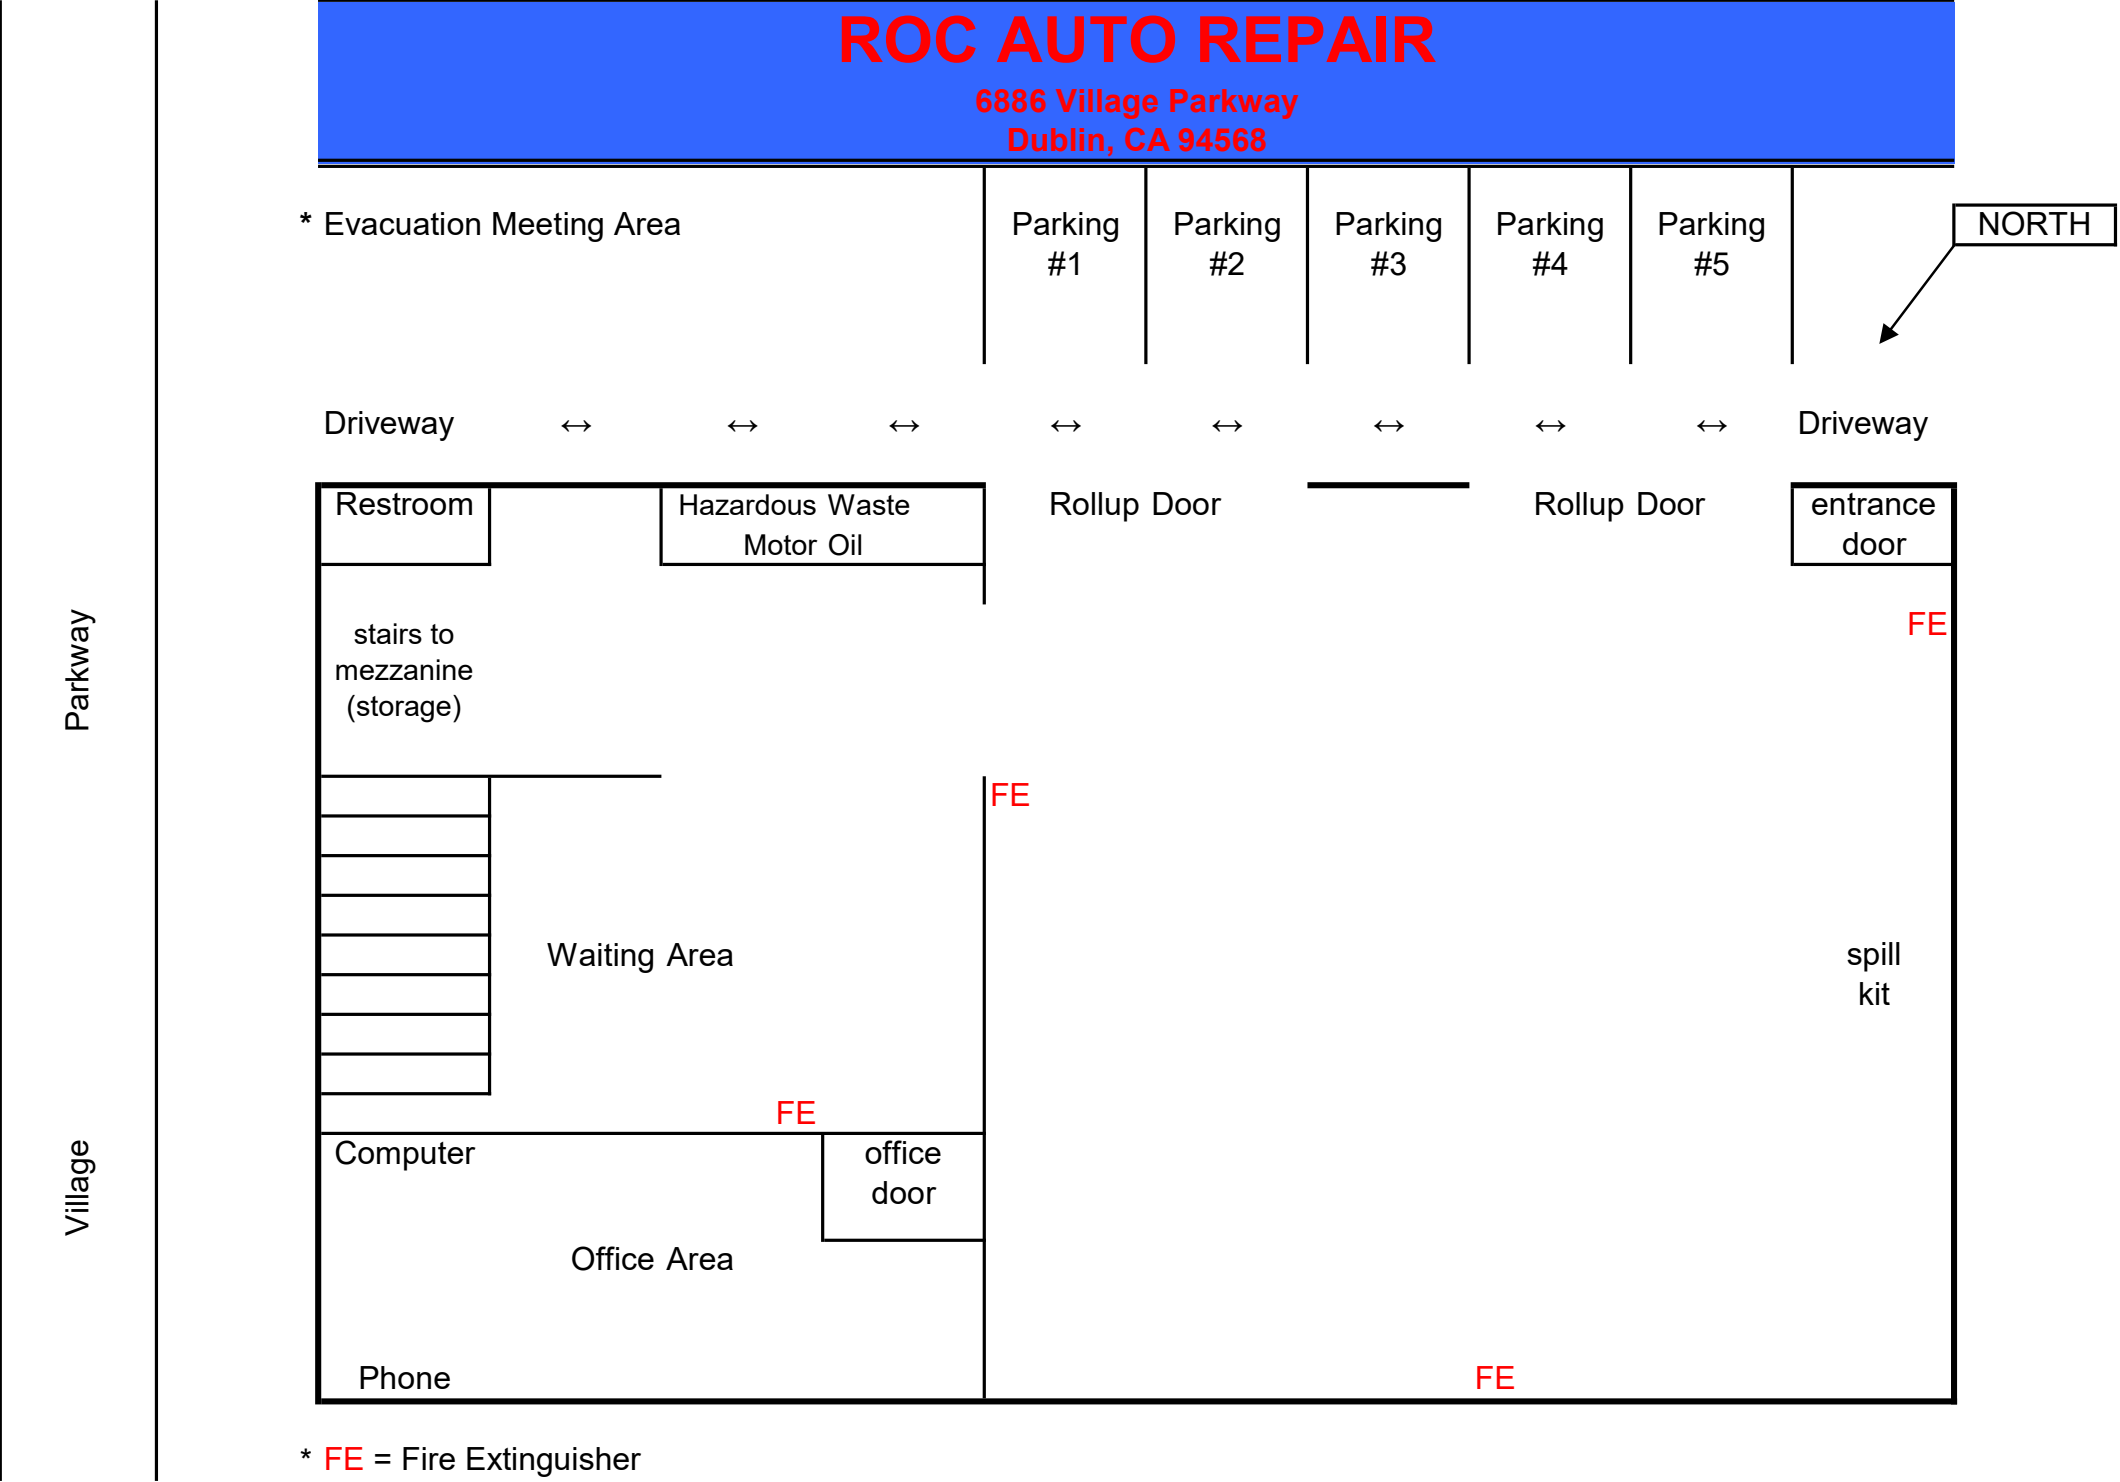 ROC AUTO REPAIR
6886 Village Parkway
Dublin, CA 94568
* Evacuation Meeting Area
Parking
#1
Parking
#2
Parking
#3
Parking
#4
Parking
#5
NORTH
Driveway ↔ ↔ ↔ ↔ ↔ ↔ ↔ ↔ Driveway
Restroom
Hazardous Waste
Motor Oil
Rollup Door
Rollup Door
entrance
door
FE
stairs to
mezzanine
(storage)
FE
Waiting Area
spill
kit
FE
Computer
office
door
Office Area
Phone
FE
Village Parkway
* FE = Fire Extinguisher